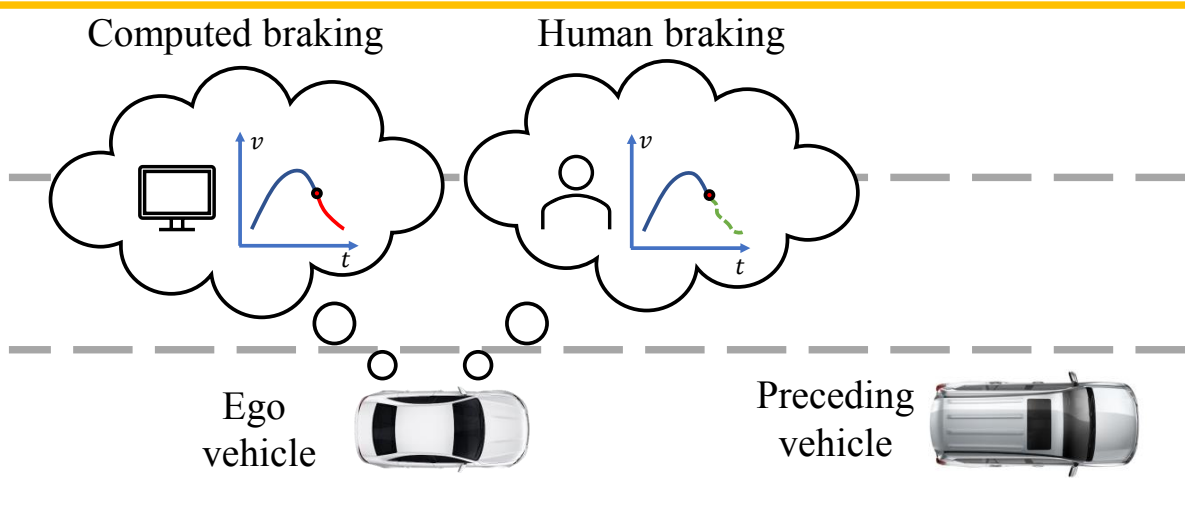 Computed braking
Human braking
v
t
v
t
Ego
vehicle
Preceding
vehicle